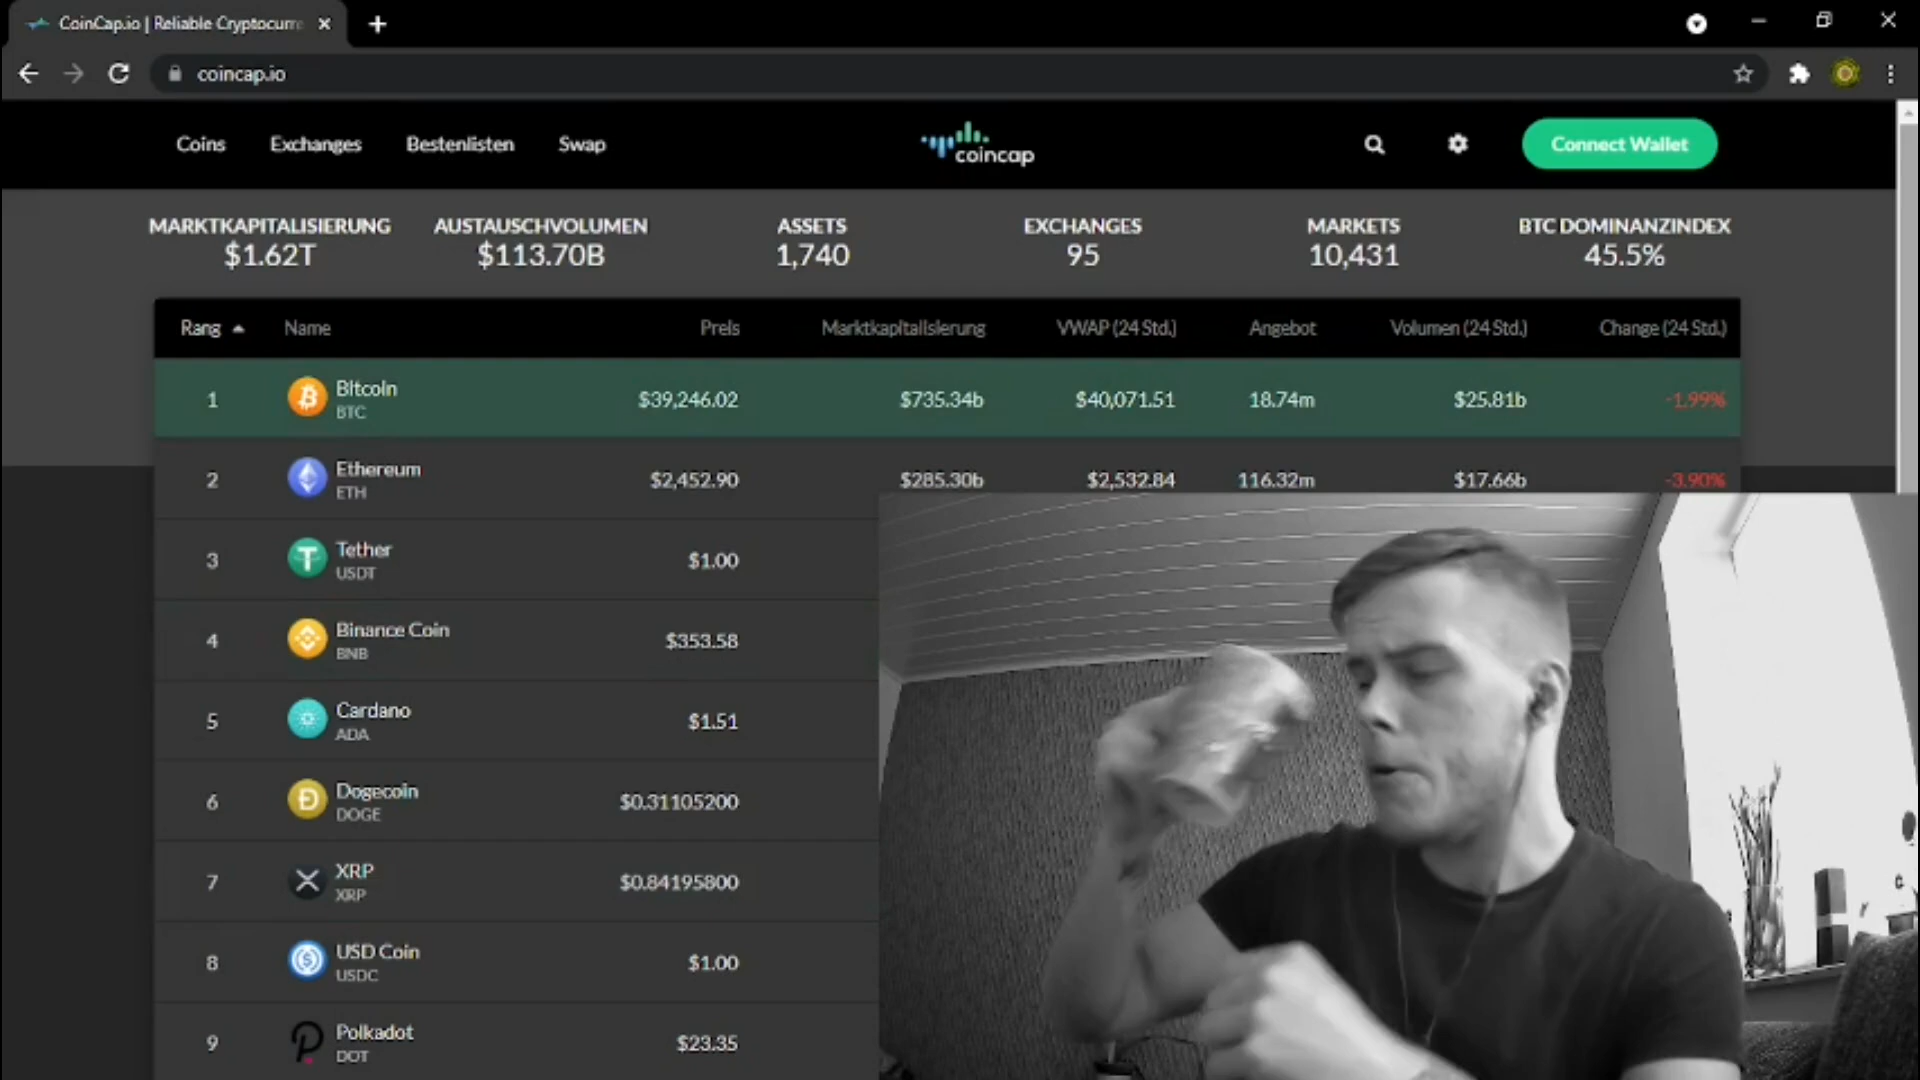 CoinCap.io | Reliable Cryptocurre
coincap.io
Coins Exchanges Bestenlisten Swap coincap Connect Wallet
MARKTKAPITALISIERUNG AUSTAUSCHVOLUMEN ASSETS EXCHANGES MARKETS BTC DOMINANZINDEX
$1.62T $113.70B 1,740 95 10,431 45.5%
Rang Name Preis Marktkapitalisierung VWAP (24 Std.) Angebot Volumen (24 Std.) Change (24 Std.)
1 Bitcoin $39,246.02 $735.34b $40,071.51 18.74m $25.81b -1.99%
BTC
2 Ethereum $2,452.90 $285.30b $2,532.84 116.32m $17.66b -3.90%
ETH
3 Tether $1.00
USDT
4 Binance Coin $353.58
BNB
5 Cardano $1.51
ADA
6 Dogecoin $0.31105200
DOGE
7 XRP $0.84195800
XRP
8 USD Coin $1.00
USDC
9 Polkadot $23.35
DOT